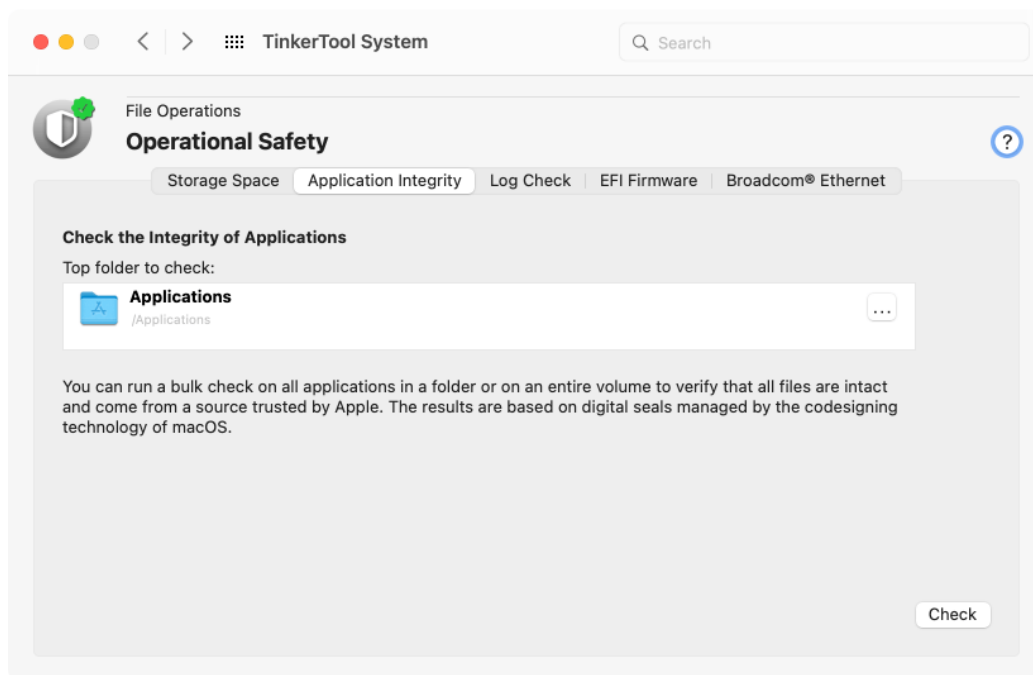 TinkerTool System
Search
File Operations
Operational Safety
?
Storage Space Application Integrity Log Check EFI Firmware Broadcom® Ethernet
Check the Integrity of Applications
Top folder to check:
Applications
/Applications
...
You can run a bulk check on all applications in a folder or on an entire volume to verify that all files are intact
and come from a source trusted by Apple. The results are based on digital seals managed by the codesigning
technology of macOS.
Check